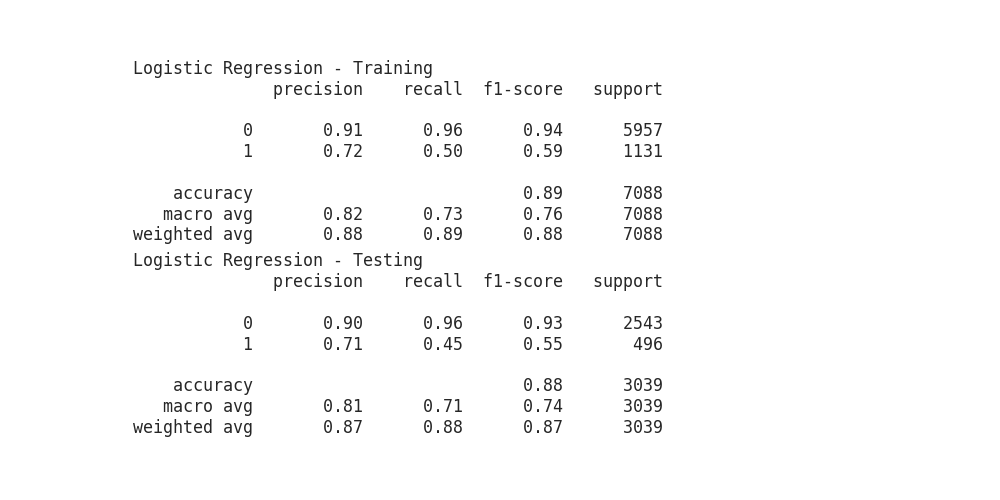 Logistic Regression - Training
              precision    recall  f1-score   support

           0       0.91      0.96      0.94      5957
           1       0.72      0.50      0.59      1131

    accuracy                           0.89      7088
   macro avg       0.82      0.73      0.76      7088
weighted avg       0.88      0.89      0.88      7088
Logistic Regression - Testing
              precision    recall  f1-score   support

           0       0.90      0.96      0.93      2543
           1       0.71      0.45      0.55       496

    accuracy                           0.88      3039
   macro avg       0.81      0.71      0.74      3039
weighted avg       0.87      0.88      0.87      3039